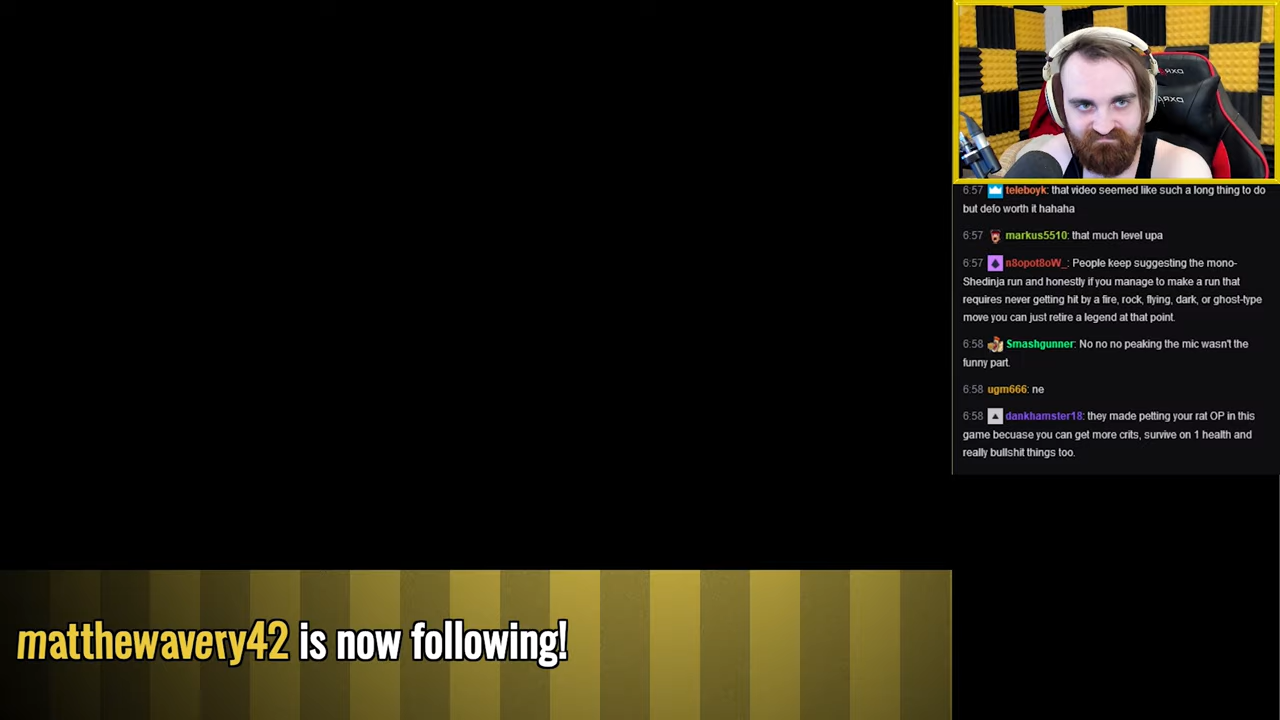 DXRACER
DXRA
6:57 teleboyk: that video seemed like such a long thing to do
but defo worth it hahaha
6:57 markus5510: that much level upa
6:57 n8opot8oW_: People keep suggesting the mono-
Shedinja run and honestly if you manage to make a run that
requires never getting hit by a fire, rock, flying, dark, or ghost-type
move you can just retire a legend at that point.
6:58 Smashgunner: No no no peaking the mic wasn't the
funny part.
6:58 ugm666: ne
6:58 dankhamster18: they made petting your rat OP in this
game becuase you can get more crits, survive on 1 health and
really bullshit things too.
matthewavery42 is now following!